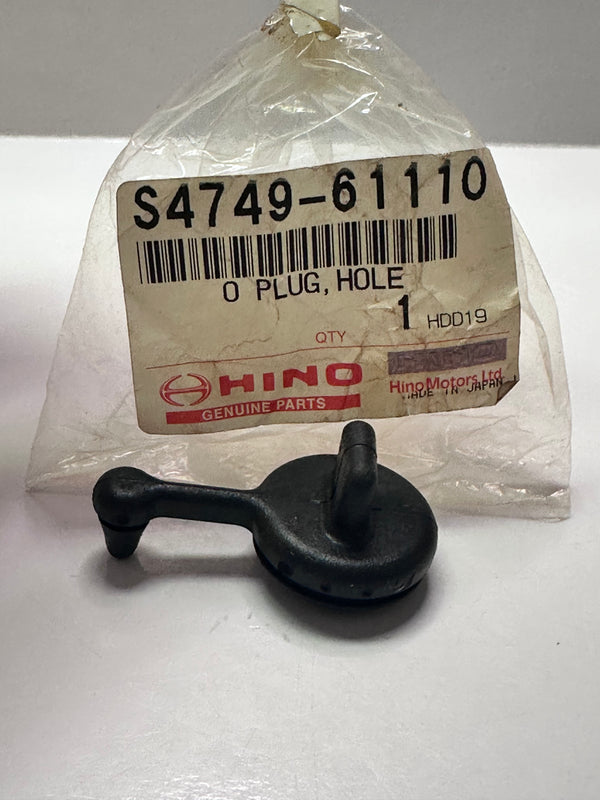 S4749-61110
O PLUG, HOLE
QTY 1 HDD19
HINO
GENUINE PARTS
Hino Motors, Ltd.
MADE IN JAPAN